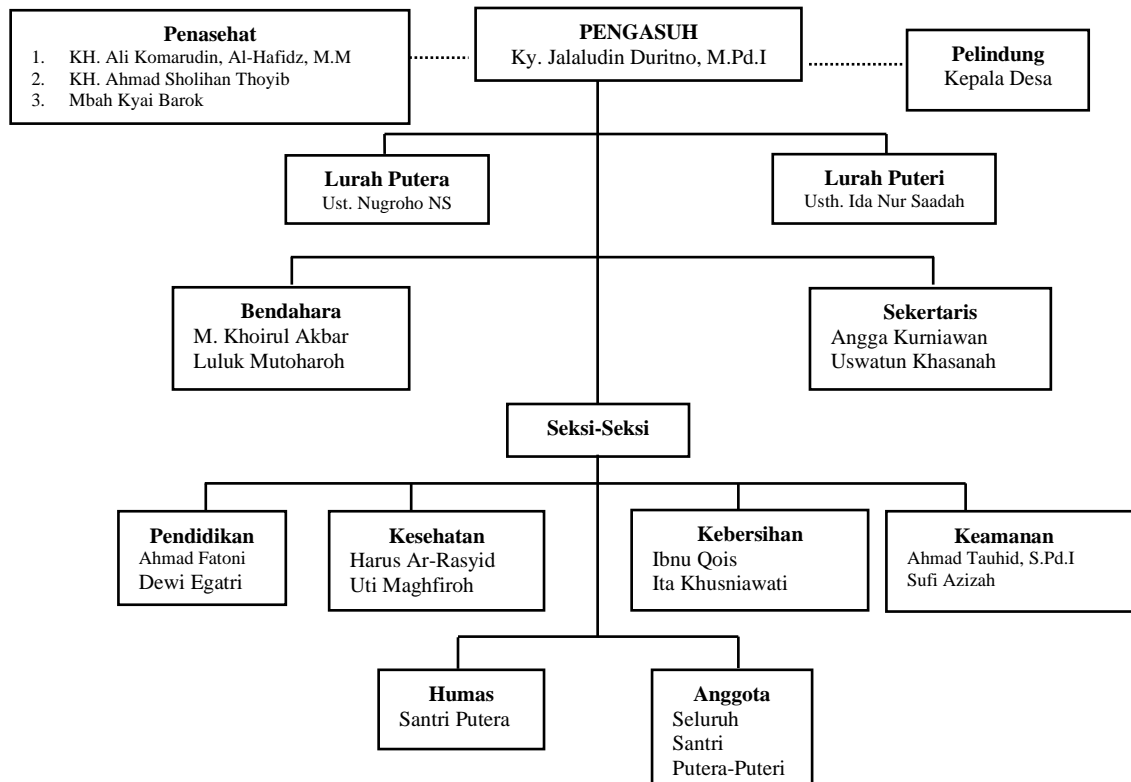 Penasehat
1. KH. Ali Komarudin, Al-Hafidz, M.M
2. KH. Ahmad Sholihan Thoyib
3. Mbah Kyai Barok
PENGASUH
Ky. Jalaludin Duritno, M.Pd.I
Pelindung
Kepala Desa
Lurah Putera
Ust. Nugroho NS
Lurah Puteri
Usth. Ida Nur Saadah
Bendahara
M. Khoirul Akbar
Luluk Mutoharoh
Sekertaris
Angga Kurniawan
Uswatun Khasanah
Seksi-Seksi
Pendidikan
Ahmad Fatoni
Dewi Egatri
Kesehatan
Harus Ar-Rasyid
Uti Maghfiroh
Kebersihan
Ibnu Qois
Ita Khusniawati
Keamanan
Ahmad Tauhid, S.Pd.I
Sufi Azizah
Humas
Santri Putera
Anggota
Seluruh
Santri
Putera-Puteri